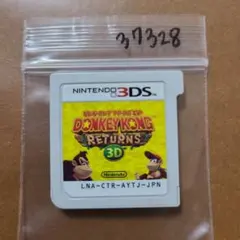 37328
NINTENDO 3DS
DONKEY KONG
RETURNS
3D
Nintendo
LNA-CTR-AYTJ-JPN